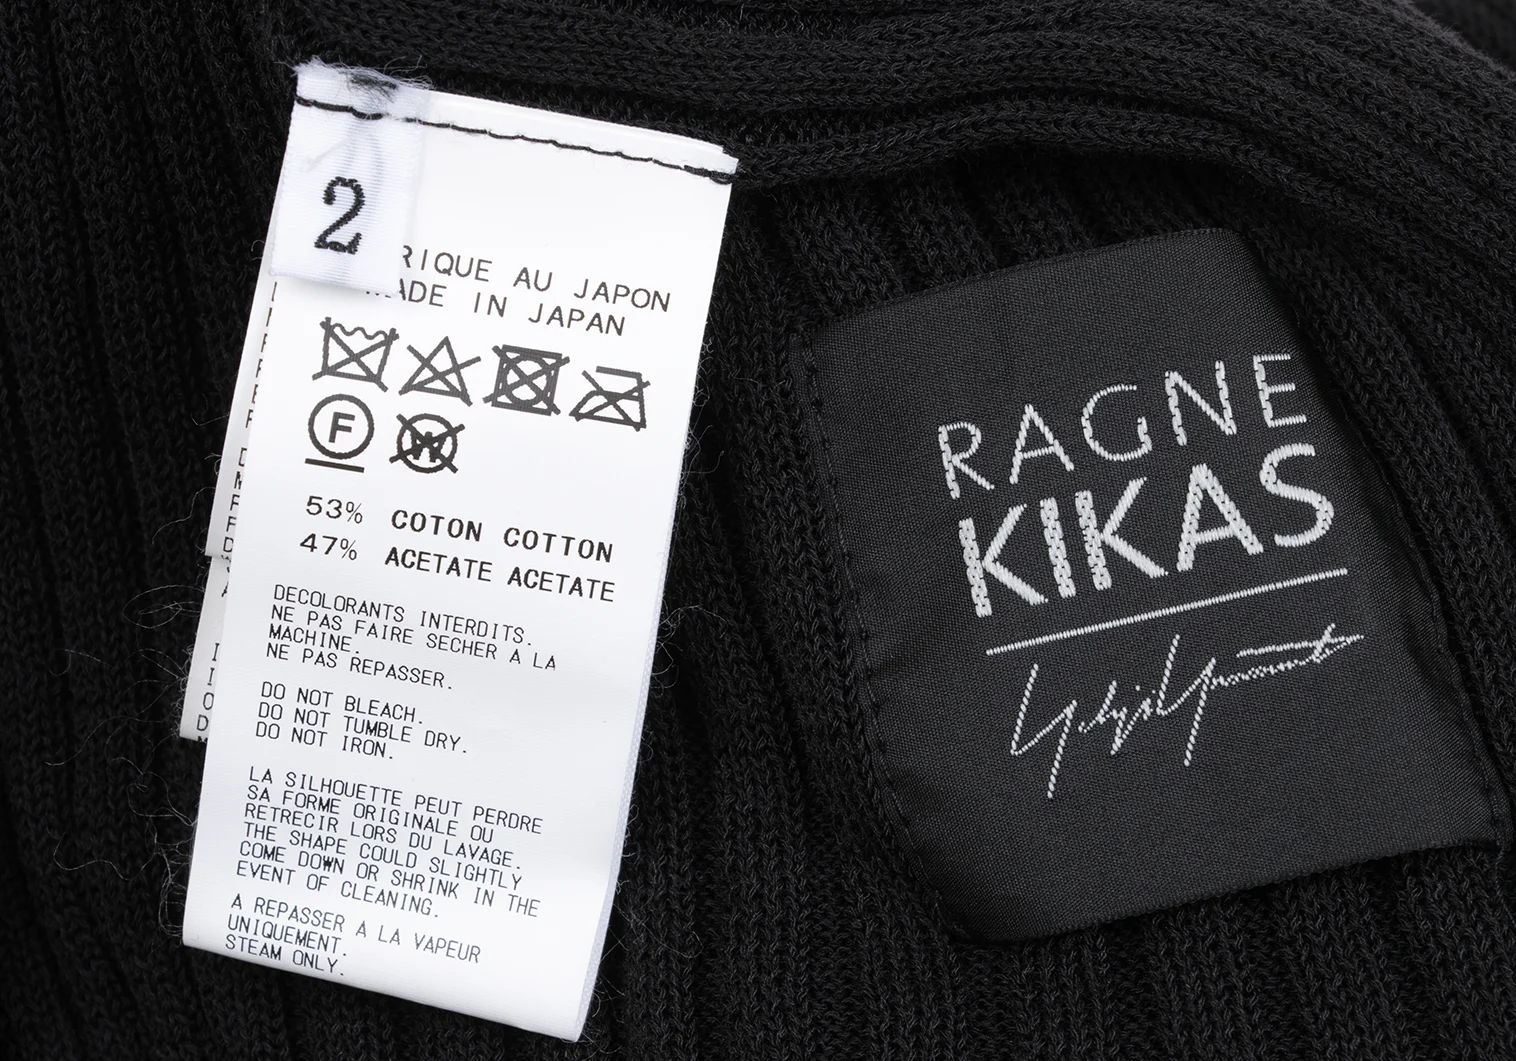 2
RIQUE AU JAPON
MADE IN JAPAN
F
W
53% COTON COTTON
47% ACETATE ACETATE
DECOLORANTS INTERDITS.
NE PAS FAIRE SECHER A LA
MACHINE.
NE PAS REPASSER.
DO NOT BLEACH.
DO NOT TUMBLE DRY.
DO NOT IRON.
LA SILHOUETTE PEUT PERDRE
SA FORME ORIGINALE OU
RETRECIR LORS DU LAVAGE.
THE SHAPE COULD SLIGHTLY
COME DOWN OR SHRINK IN THE
EVENT OF CLEANING.
A REPASSER A LA VAPEUR
UNIQUEMENT.
STEAM ONLY.
RAGNE
KIKAS
Yohji Yamamoto